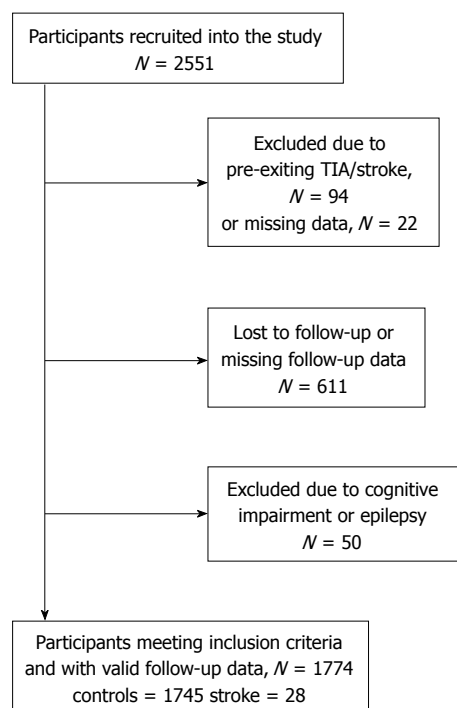 Participants recruited into the study
N = 2551
Excluded due to
pre-exiting TIA/stroke,
N = 94
or missing data, N = 22
Lost to follow-up or
missing follow-up data
N = 611
Excluded due to cognitive
impairment or epilepsy
N = 50
Participants meeting inclusion criteria
and with valid follow-up data, N = 1774
controls = 1745 stroke = 28